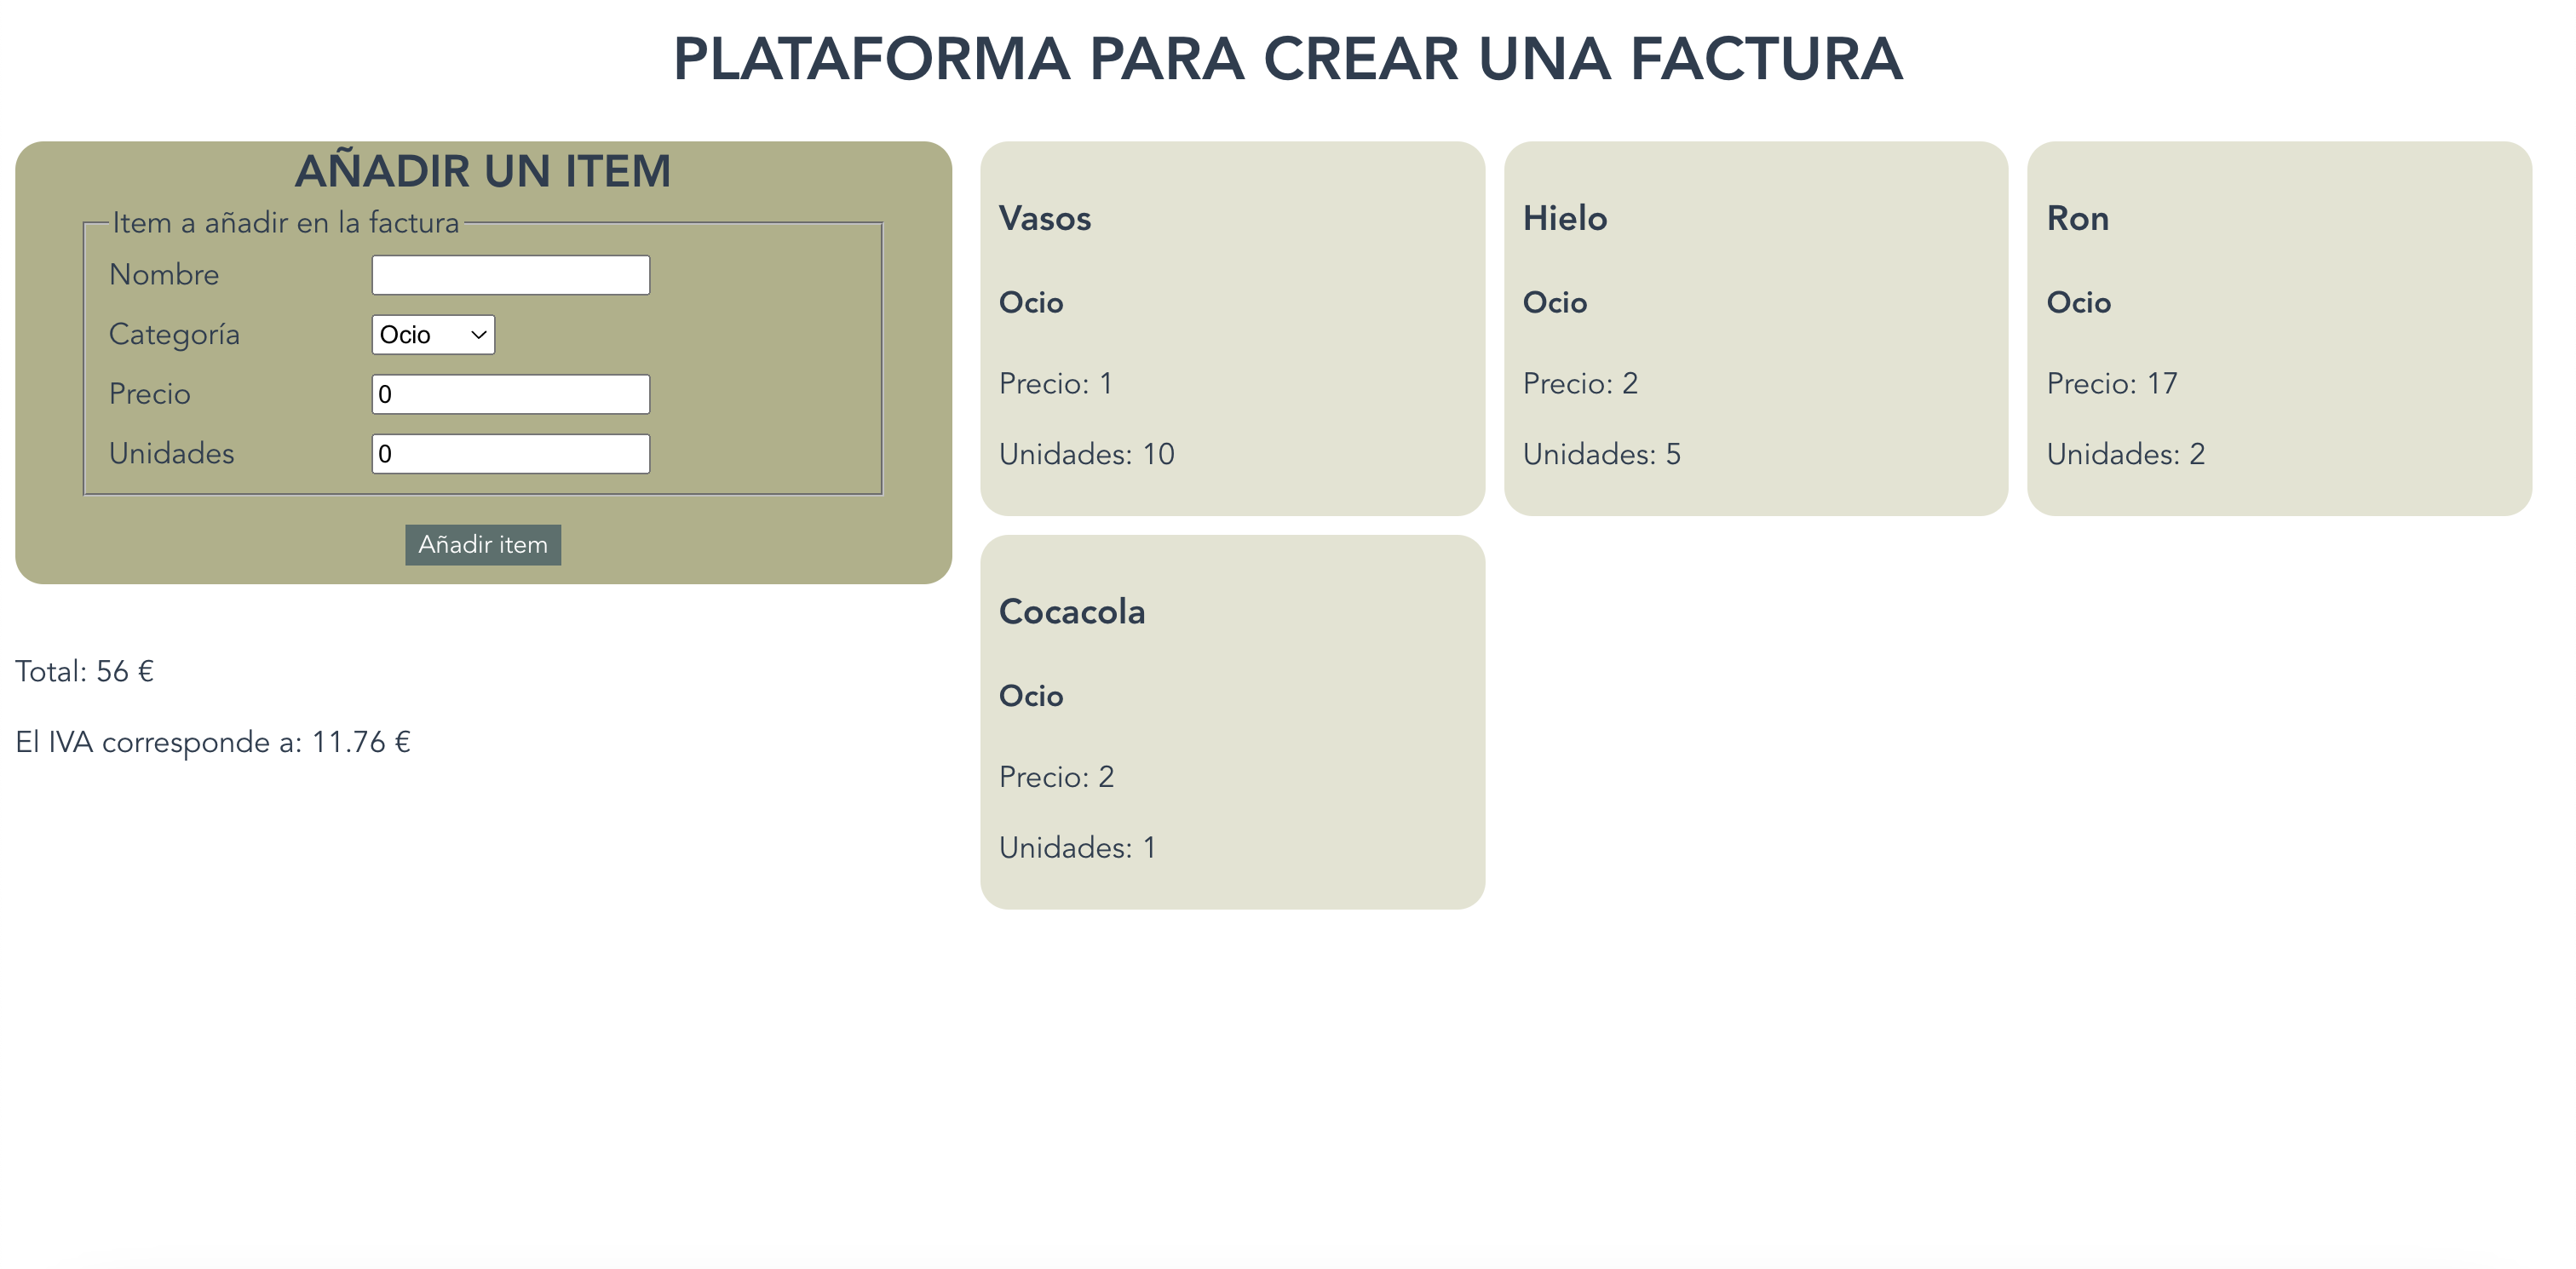 PLATAFORMA PARA CREAR UNA FACTURA
AÑADIR UN ITEM
Item a añadir en la factura
Nombre
Categoría Ocio
Precio 0
Unidades 0
Añadir item
Total: 56 €
El IVA corresponde a: 11.76 €
Vasos
Ocio
Precio: 1
Unidades: 10
Hielo
Ocio
Precio: 2
Unidades: 5
Ron
Ocio
Precio: 17
Unidades: 2
Cocacola
Ocio
Precio: 2
Unidades: 1